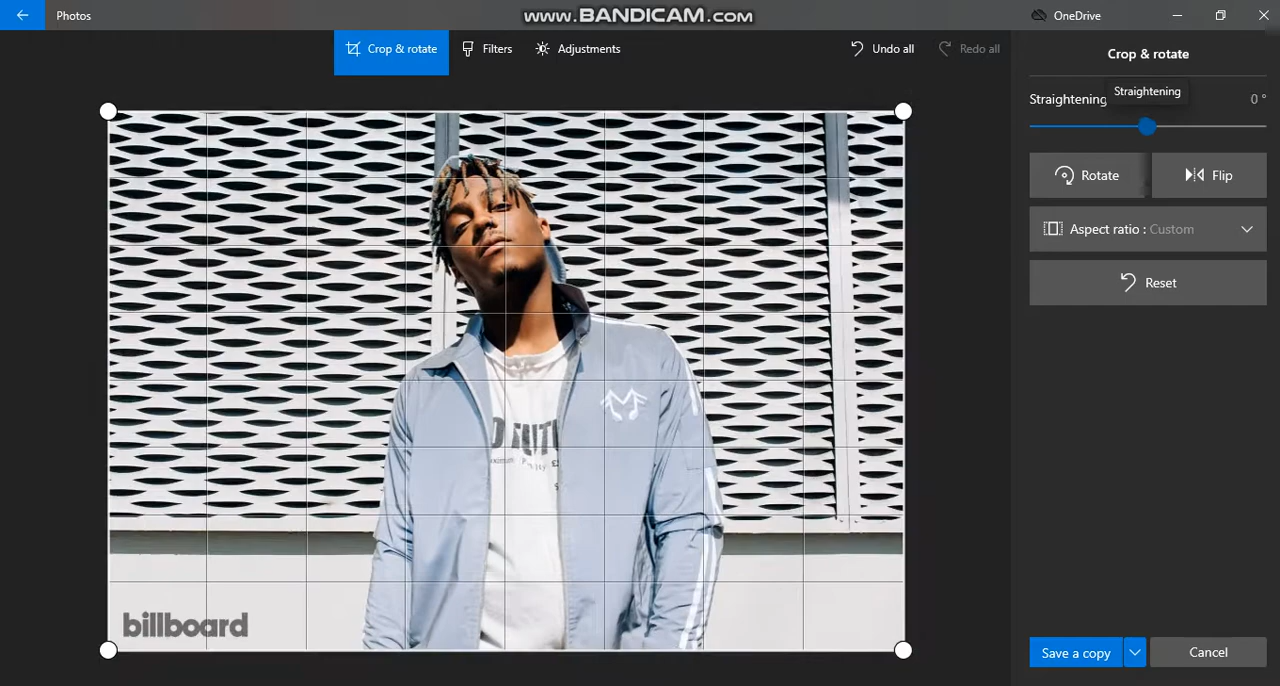 Photos
www.BANDICAM.com
OneDrive
Crop & rotate
Filters
Adjustments
Undo all
Redo all
Crop & rotate
Straightening
Straightening
0 °
Rotate
Flip
Aspect ratio : Custom
Reset
billboard
Save a copy
Cancel